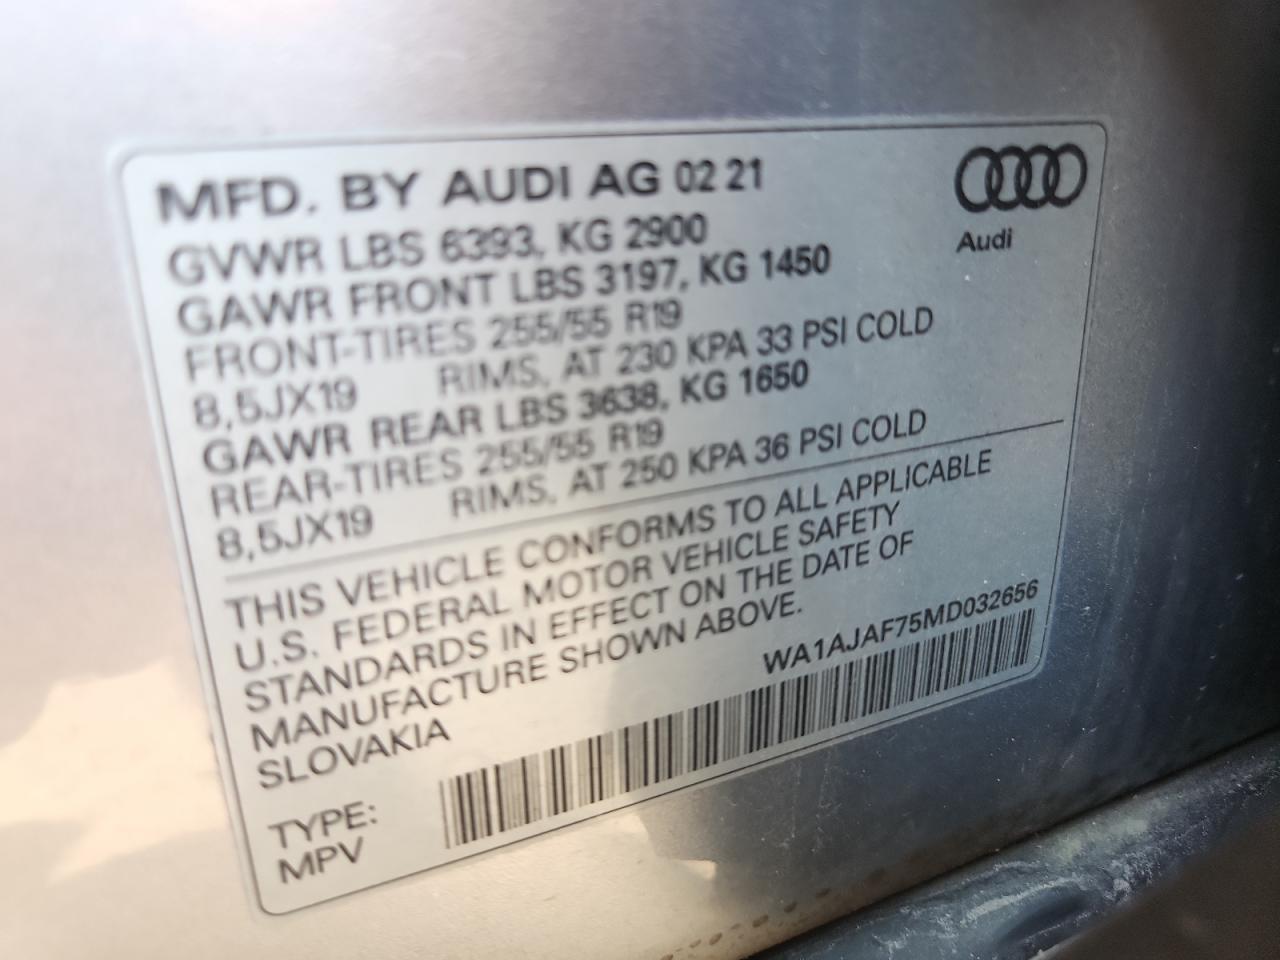 MFD. BY AUDI AG 02 21
Audi
GVWR LBS 6393, KG 2900
GAWR FRONT LBS 3197, KG 1450
FRONT-TIRES 255/55 R19
8,5JX19 RIMS, AT 230 KPA 33 PSI COLD
GAWR REAR LBS 3638, KG 1650
REAR-TIRES 255/55 R19
8,5JX19 RIMS, AT 250 KPA 36 PSI COLD
THIS VEHICLE CONFORMS TO ALL APPLICABLE
U.S. FEDERAL MOTOR VEHICLE SAFETY
STANDARDS IN EFFECT ON THE DATE OF
MANUFACTURE SHOWN ABOVE.
SLOVAKIA
WA1AJAF75MD032656
TYPE:
MPV